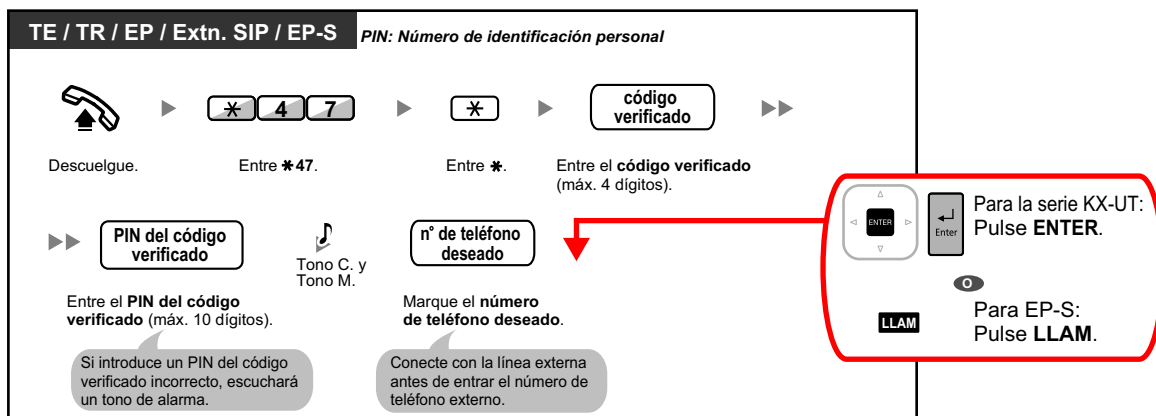 TE / TR / EP / Extn. SIP / EP-S
PIN: Número de identificación personal
código
verificado
Descuelgue.
Entre *47.
Entre *.
Entre el código verificado
(máx. 4 dígitos).
* 4 7
*
PIN del código
verificado
Tono C. y
Tono M.
n° de teléfono
deseado
Entre el PIN del código
verificado (máx. 10 dígitos).
Marque el número
de teléfono deseado.
Si introduce un PIN del código
verificado incorrecto, escuchará
un tono de alarma.
Conecte con la línea externa
antes de entrar el número de
teléfono externo.
ENTER
Enter
Para la serie KX-UT:
Pulse ENTER.
O
LLAM
Para EP-S:
Pulse LLAM.